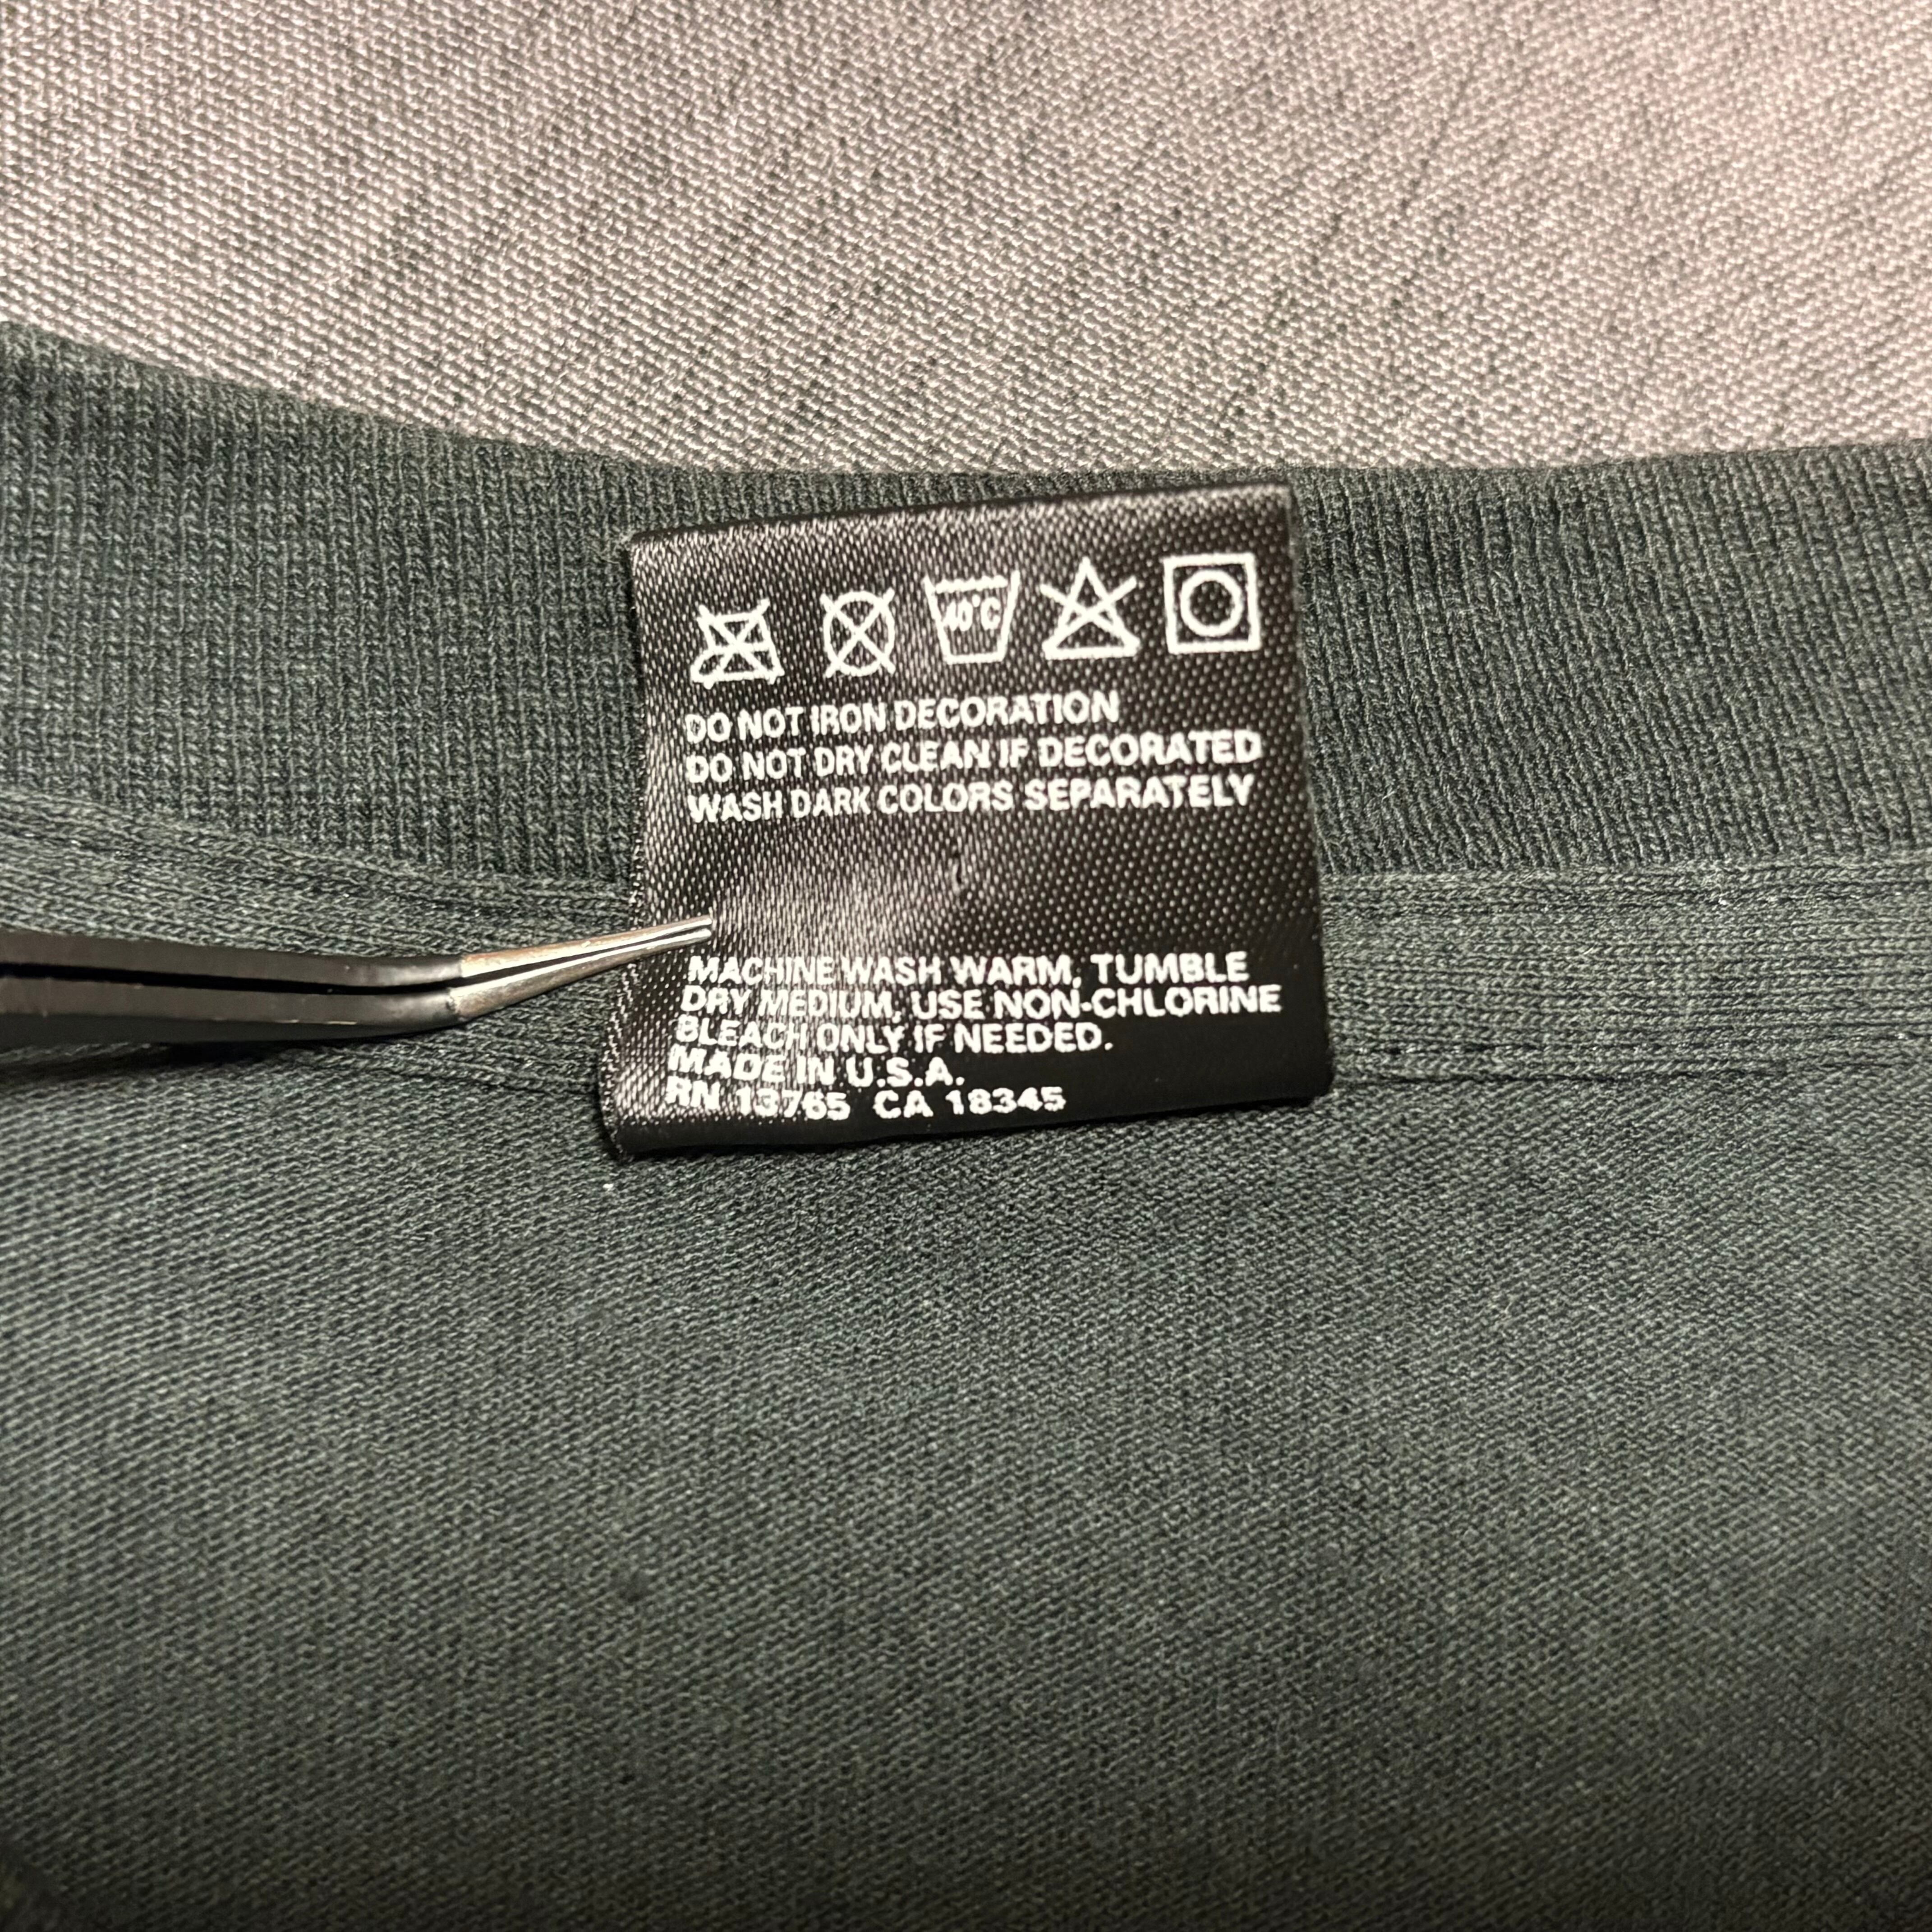 40°C
DO NOT IRON DECORATION
DO NOT DRY CLEAN IF DECORATED
WASH DARK COLORS SEPARATELY
MACHINE WASH WARM, TUMBLE
DRY MEDIUM, USE NON-CHLORINE
BLEACH ONLY IF NEEDED.
MADE IN U.S.A.
RN 13765 CA 18345